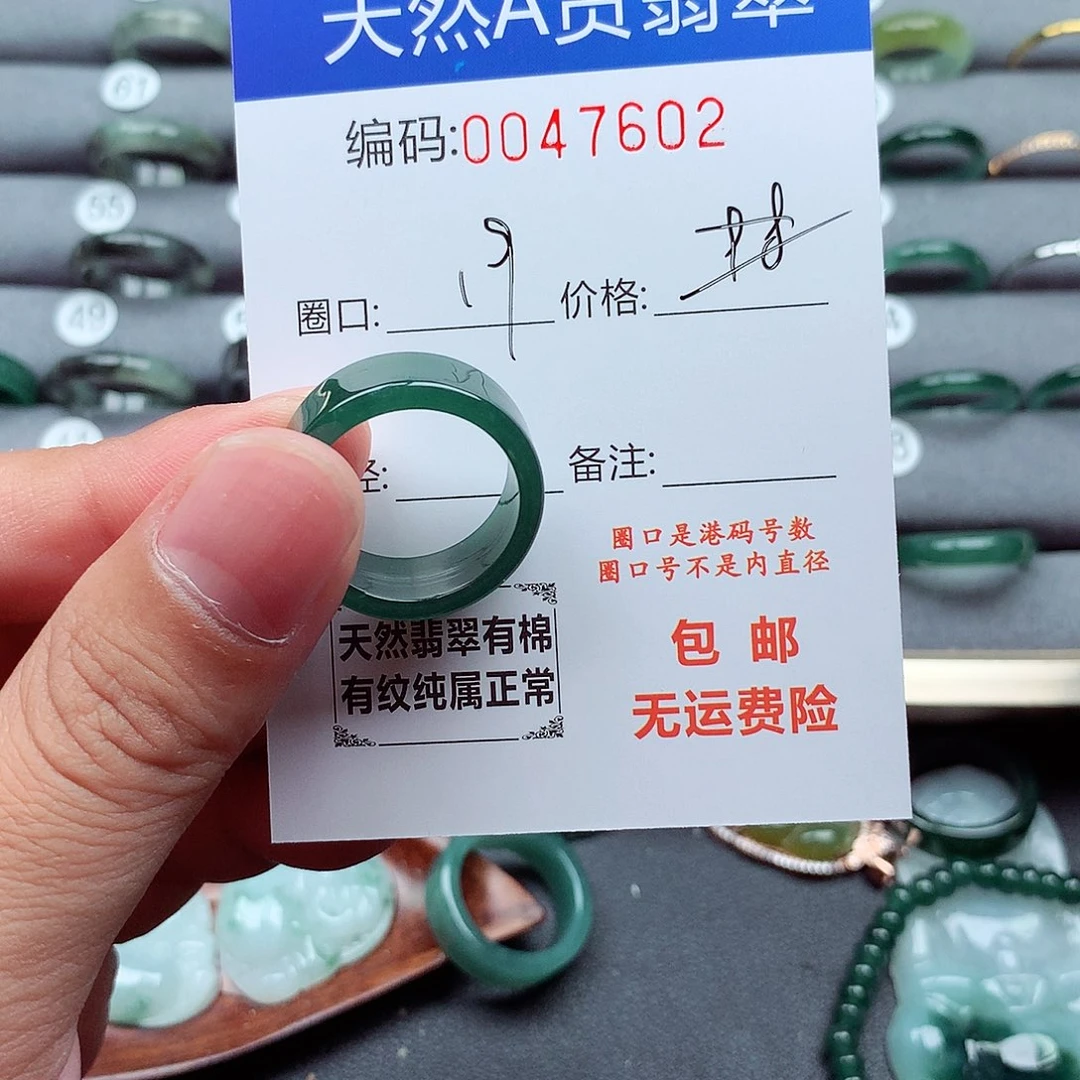 天然A货翡翠
编码:0047602
圈口: 19 价格:
径: 备注:
圈口是港码号数
圈口号不是内直径
天然翡翠有棉
有纹纯属正常
包 邮
无运费险
61
55
49